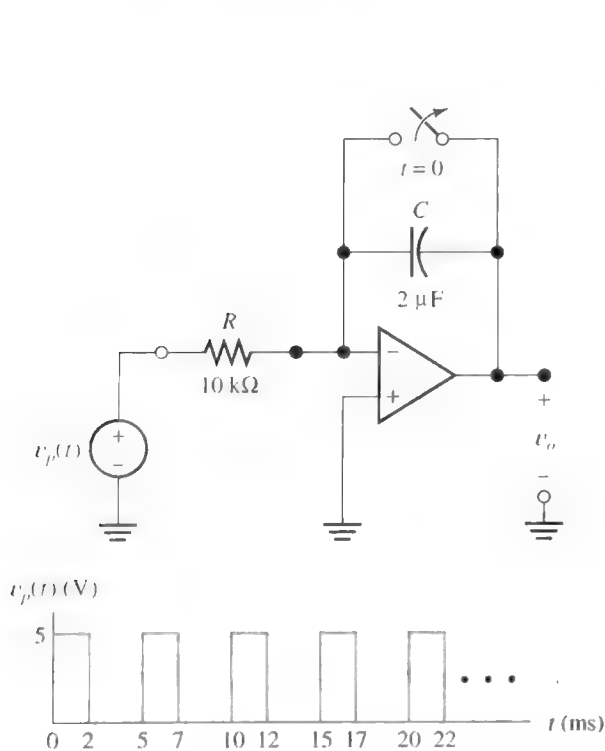 t = 0
C
2 μF
R
10 kΩ
−
+
+
−
v_p(t)
+
v_o
−
v_p(t) (V)
5
0 2 5 7 10 12 15 17 20 22 t (ms)